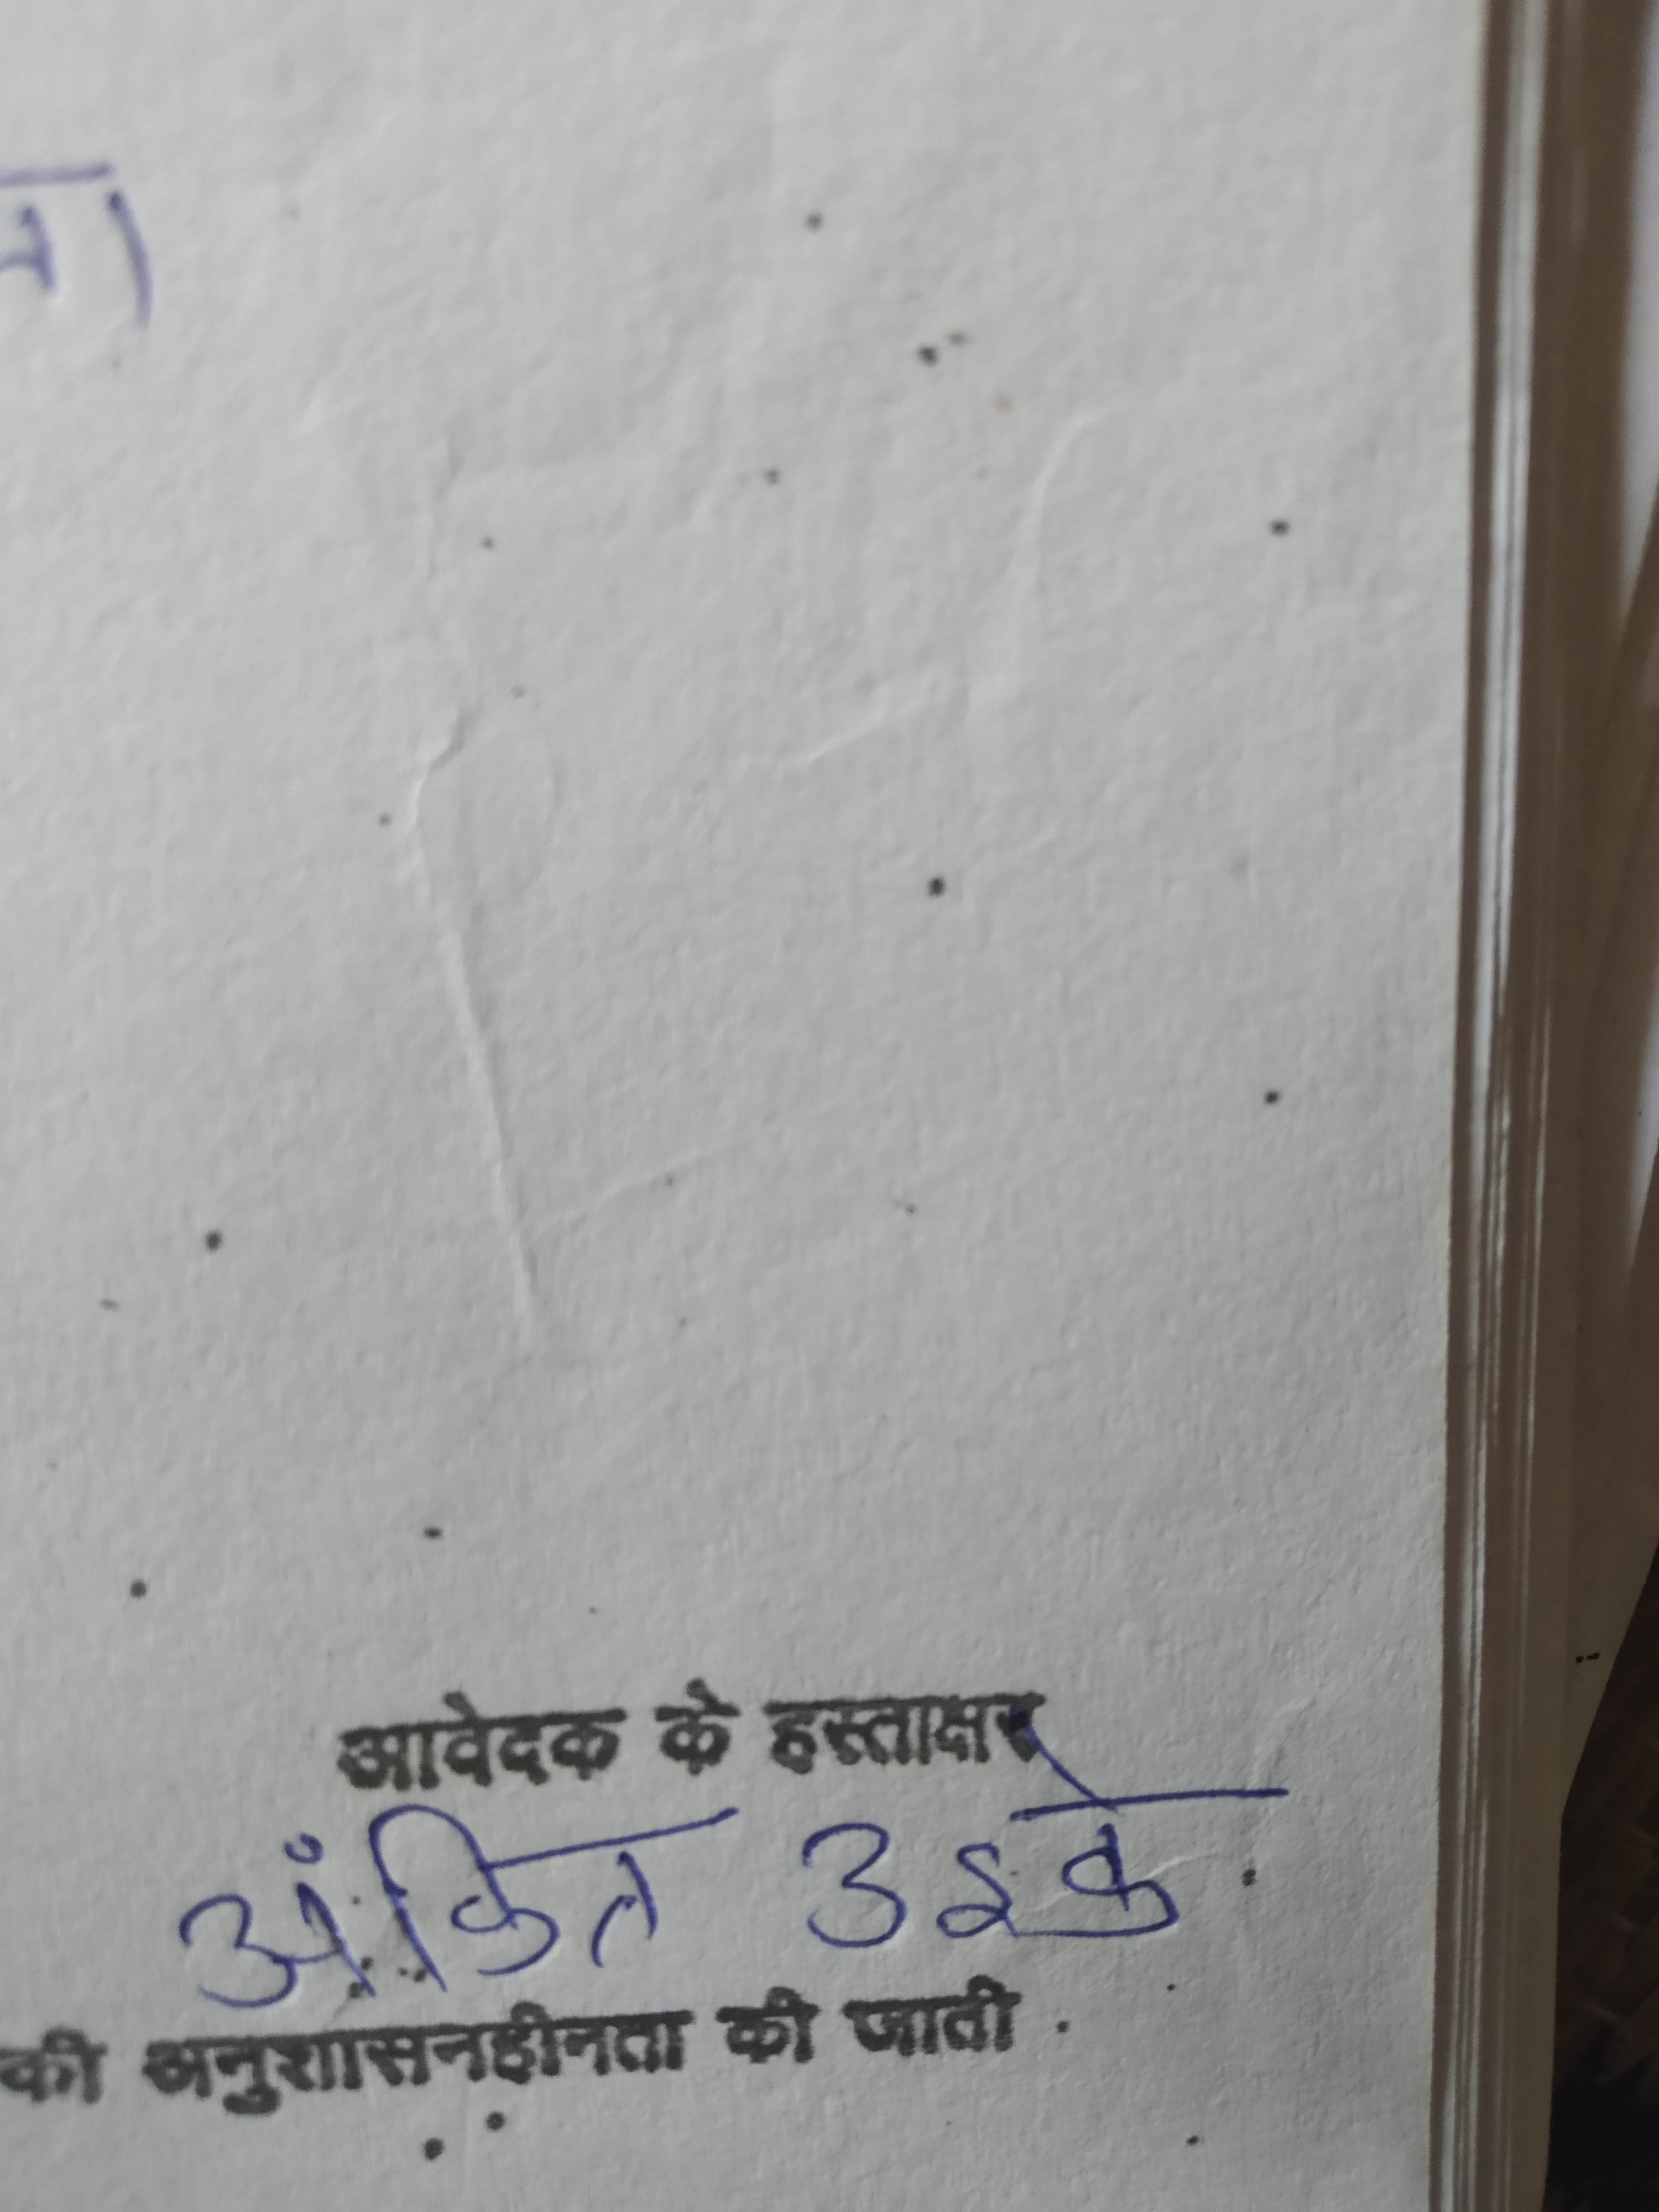 आवेदक के हस्ताक्षर
अंकित उइके
की अनुशासनहीनता की जाती